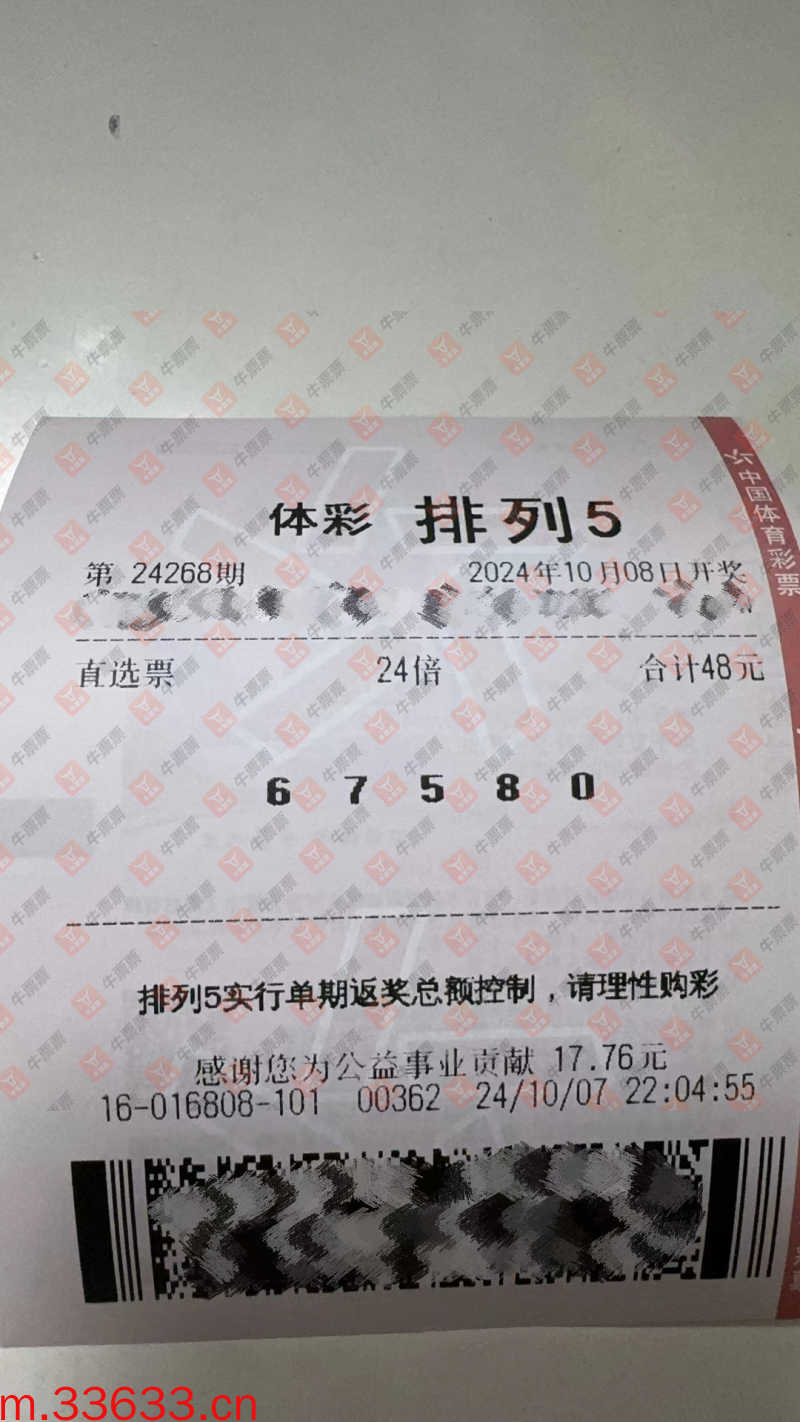 体彩 排列5
第 24268期 2024年10月08日开奖
直选票 24倍 合计48元
6 7 5 8 0
排列5实行单期返奖总额控制，请理性购彩
感谢您为公益事业贡献 17.76元
16-016808-101 00362 24/10/07 22:04:55
中国体育彩票
牛票票
m.33633.cn